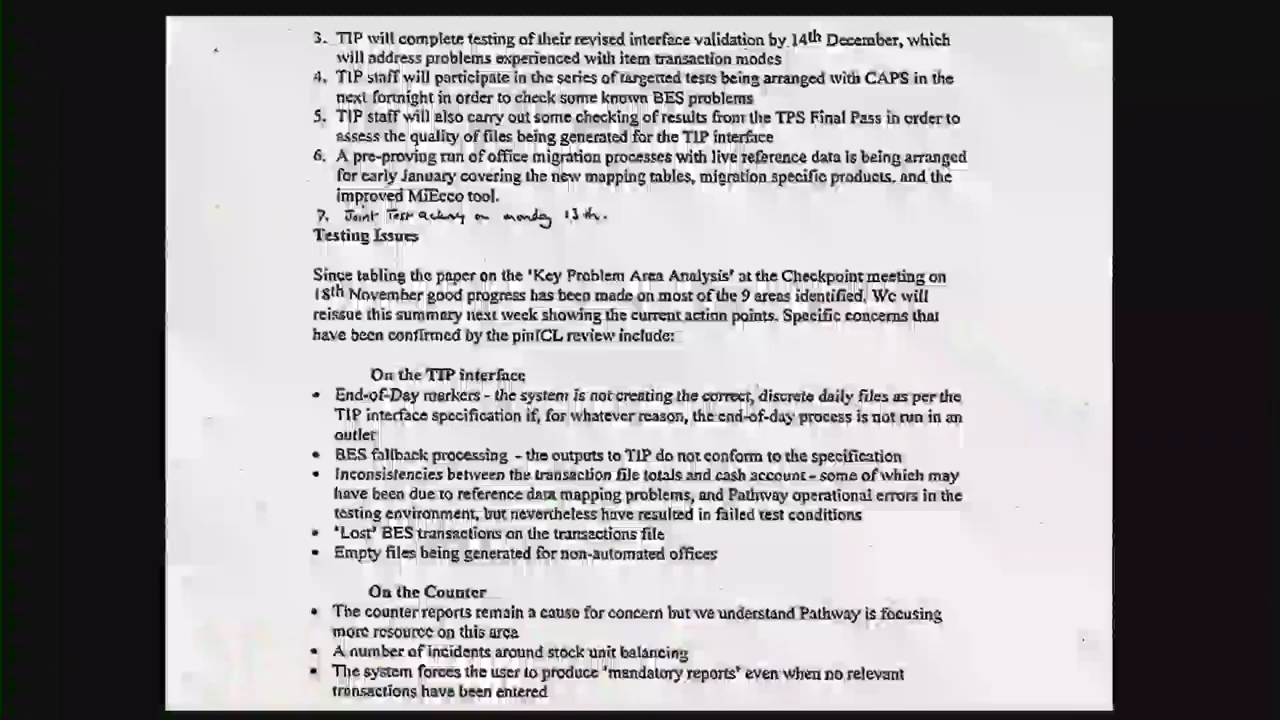 3. TIP will complete testing of their revised interface validation by 14th December, which
will address problems experienced with item transaction modes
4. TIP staff will participate in the series of targetted tests being arranged with CAPS in the
next fortnight in order to check some known BES problems
5. TIP staff will also carry out some checking of results from the TPS Final Pass in order to
assess the quality of files being generated for the TIP interface
6. A pre-proving run of office migration processes with live reference data is being arranged
for early January covering the new mapping tables, migration specific products, and the
improved MiEcco tool.
7. Joint Test on monday 13th.
Testing Issues
Since tabling the paper on the 'Key Problem Area Analysis' at the Checkpoint meeting on
18th November good progress has been made on most of the 9 areas identified. We will
reissue this summary next week showing the current action points. Specific concerns that
have been confirmed by the pinICL review include:
On the TIP interface
• End-of-Day markers - the system is not creating the correct, discrete daily files as per the
TIP interface specification if, for whatever reason, the end-of-day process is not run in an
outlet
• BES fallback processing - the outputs to TIP do not conform to the specification
• Inconsistencies between the transaction file totals and cash account - some of which may
have been due to reference data mapping problems, and Pathway operational errors in the
testing environment, but nevertheless have resulted in failed test conditions
• 'Lost' BES transactions on the transactions file
• Empty files being generated for non-automated offices
On the Counter
• The counter reports remain a cause for concern but we understand Pathway is focusing
more resource on this area
• A number of incidents around stock unit balancing
• The system forces the user to produce 'mandatory reports' even when no relevant
transactions have been entered